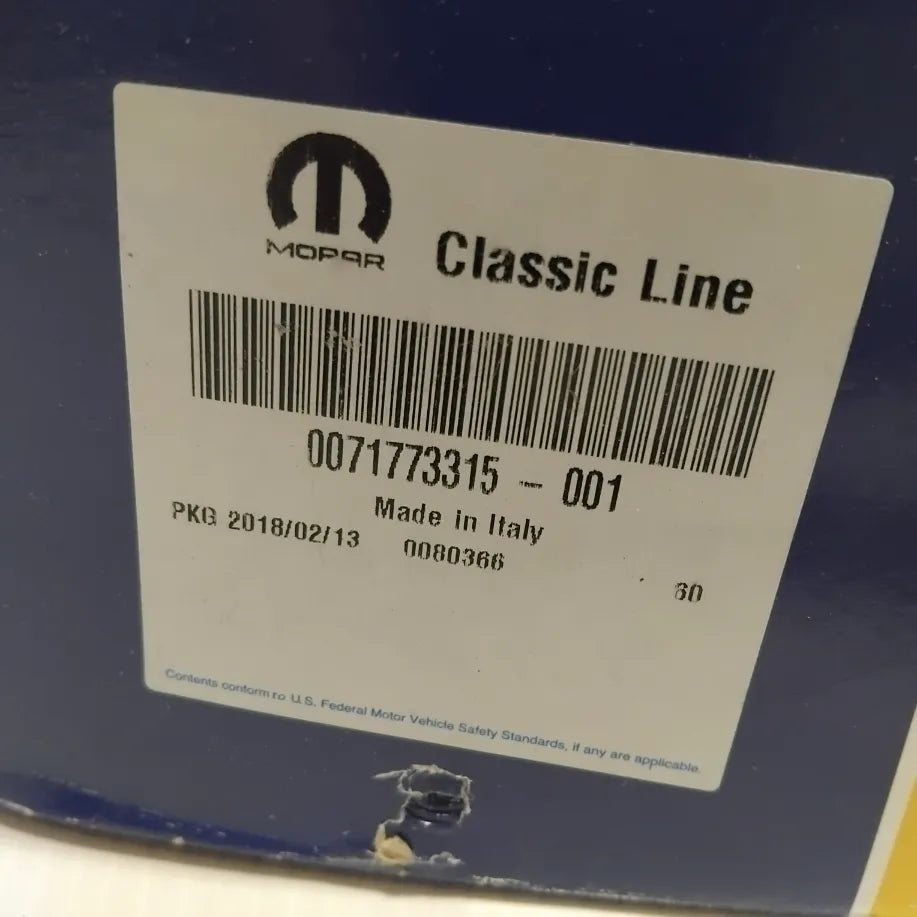 MOPAR
Classic Line
0071773315 - 001
Made in Italy
PKG 2018/02/13 0080366
60
Contents conform to U.S. Federal Motor Vehicle Safety Standards, if any are applicable.